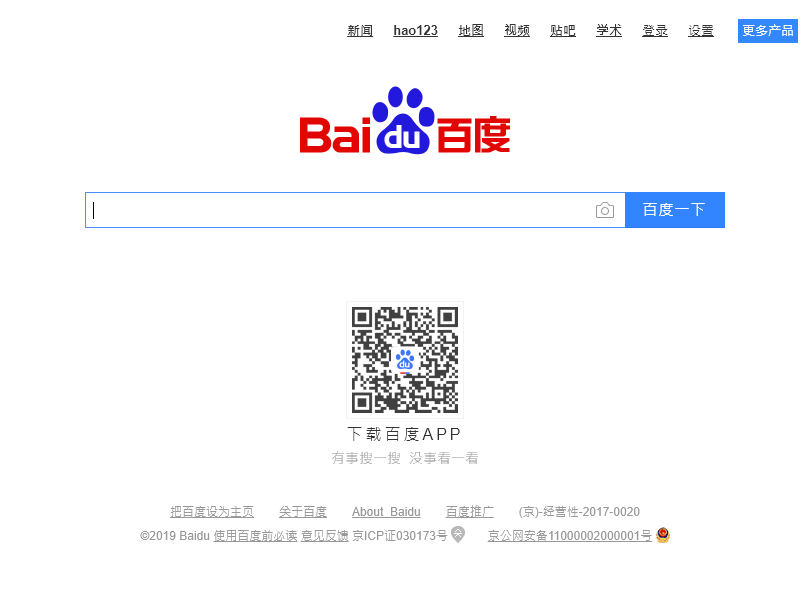 新闻 hao123 地图 视频 贴吧 学术 登录 设置 更多产品
Bai du 百度
百度一下
du
下载百度APP
有事搜一搜 没事看一看
把百度设为主页 关于百度 About Baidu 百度推广 (京)-经营性-2017-0020
©2019 Baidu 使用百度前必读 意见反馈 京ICP证030173号 京公网安备11000002000001号